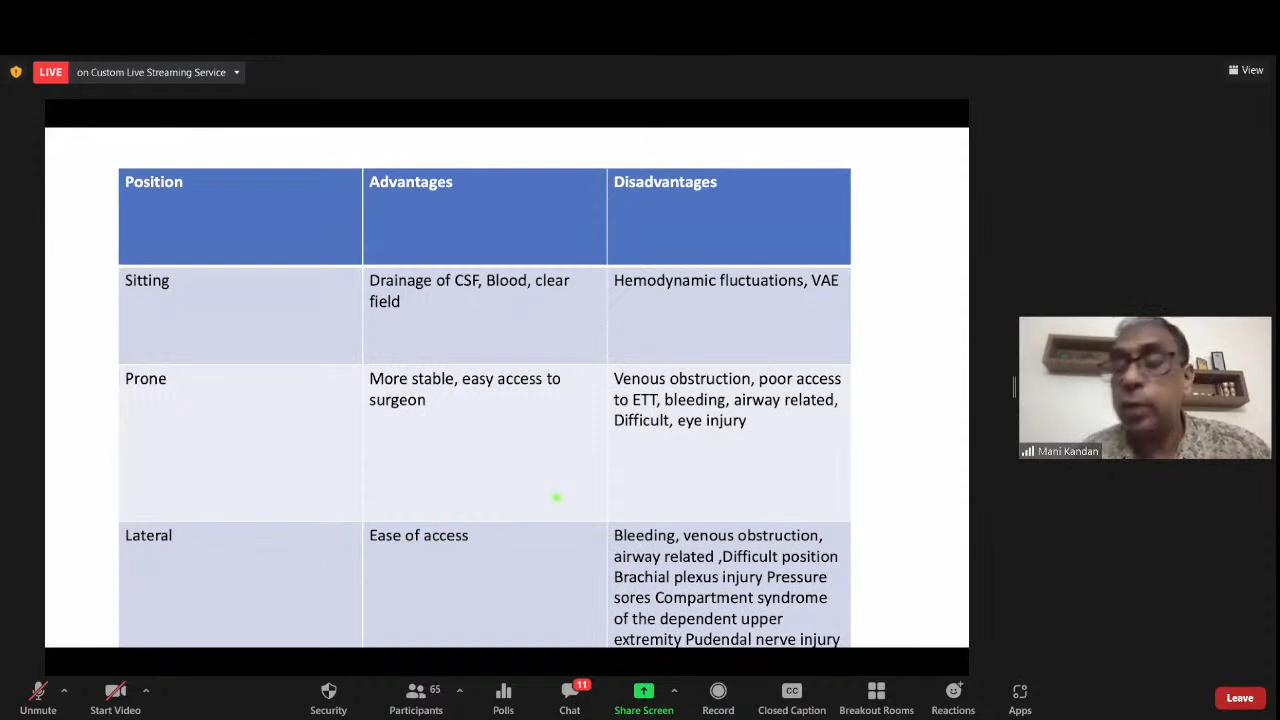 LIVE on Custom Live Streaming Service
View
Position Advantages Disadvantages
Sitting
Drainage of CSF, Blood, clear
field
Hemodynamic fluctuations, VAE
Prone
More stable, easy access to
surgeon
Venous obstruction, poor access
to ETT, bleeding, airway related,
Difficult, eye injury
Lateral
Ease of access
Bleeding, venous obstruction,
airway related ,Difficult position
Brachial plexus injury Pressure
sores Compartment syndrome
of the dependent upper
extremity Pudendal nerve injury
Mani Kandan
Unmute
Start Video
Security
65
Participants
Polls
11
Chat
Share Screen
Record
CC
Closed Caption
Breakout Rooms
Reactions
Apps
Leave